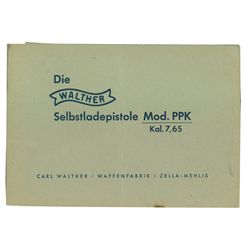 Die
WALTHER
Selbstladepistole Mod. PPK
Kal. 7,65
CARL WALTHER / WAFFENFABRIK / ZELLA-MEHLIS